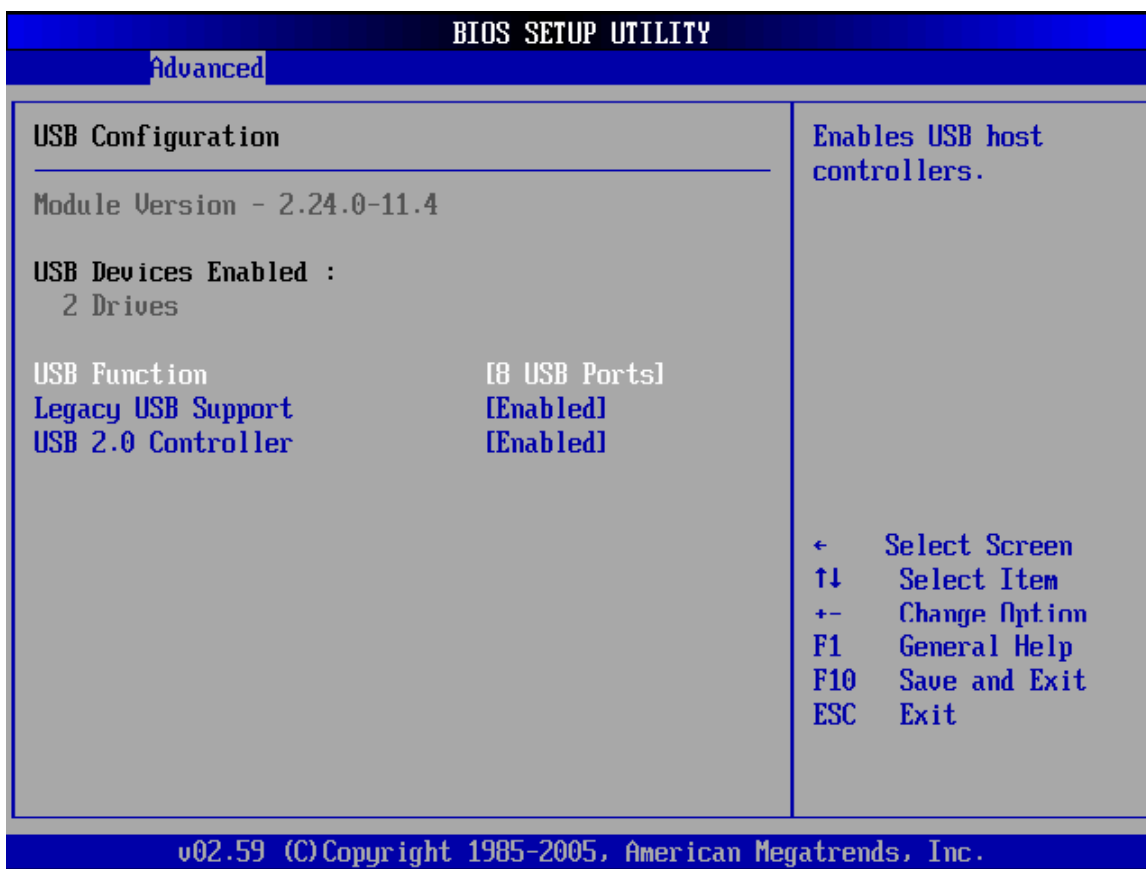 BIOS SETUP UTILITY
Advanced
USB Configuration
Module Version - 2.24.0-11.4
USB Devices Enabled :
2 Drives
USB Function [8 USB Ports]
Legacy USB Support [Enabled]
USB 2.0 Controller [Enabled]
Enables USB host
controllers.
← Select Screen
↑↓ Select Item
+- Change Option
F1 General Help
F10 Save and Exit
ESC Exit
v02.59 (C)Copyright 1985-2005, American Megatrends, Inc.